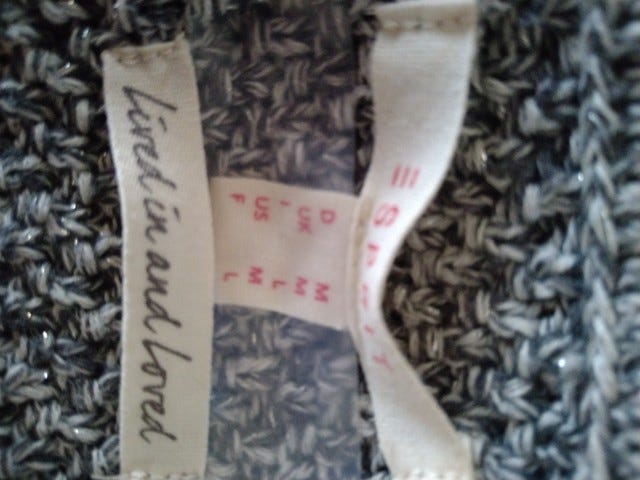 ESPRIT
D M
UK M
I L
US M
F L
Lived in and Loved